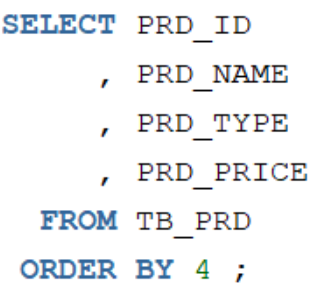 SELECT PRD_ID
, PRD_NAME
, PRD_TYPE
, PRD_PRICE
FROM TB_PRD
ORDER BY 4 ;